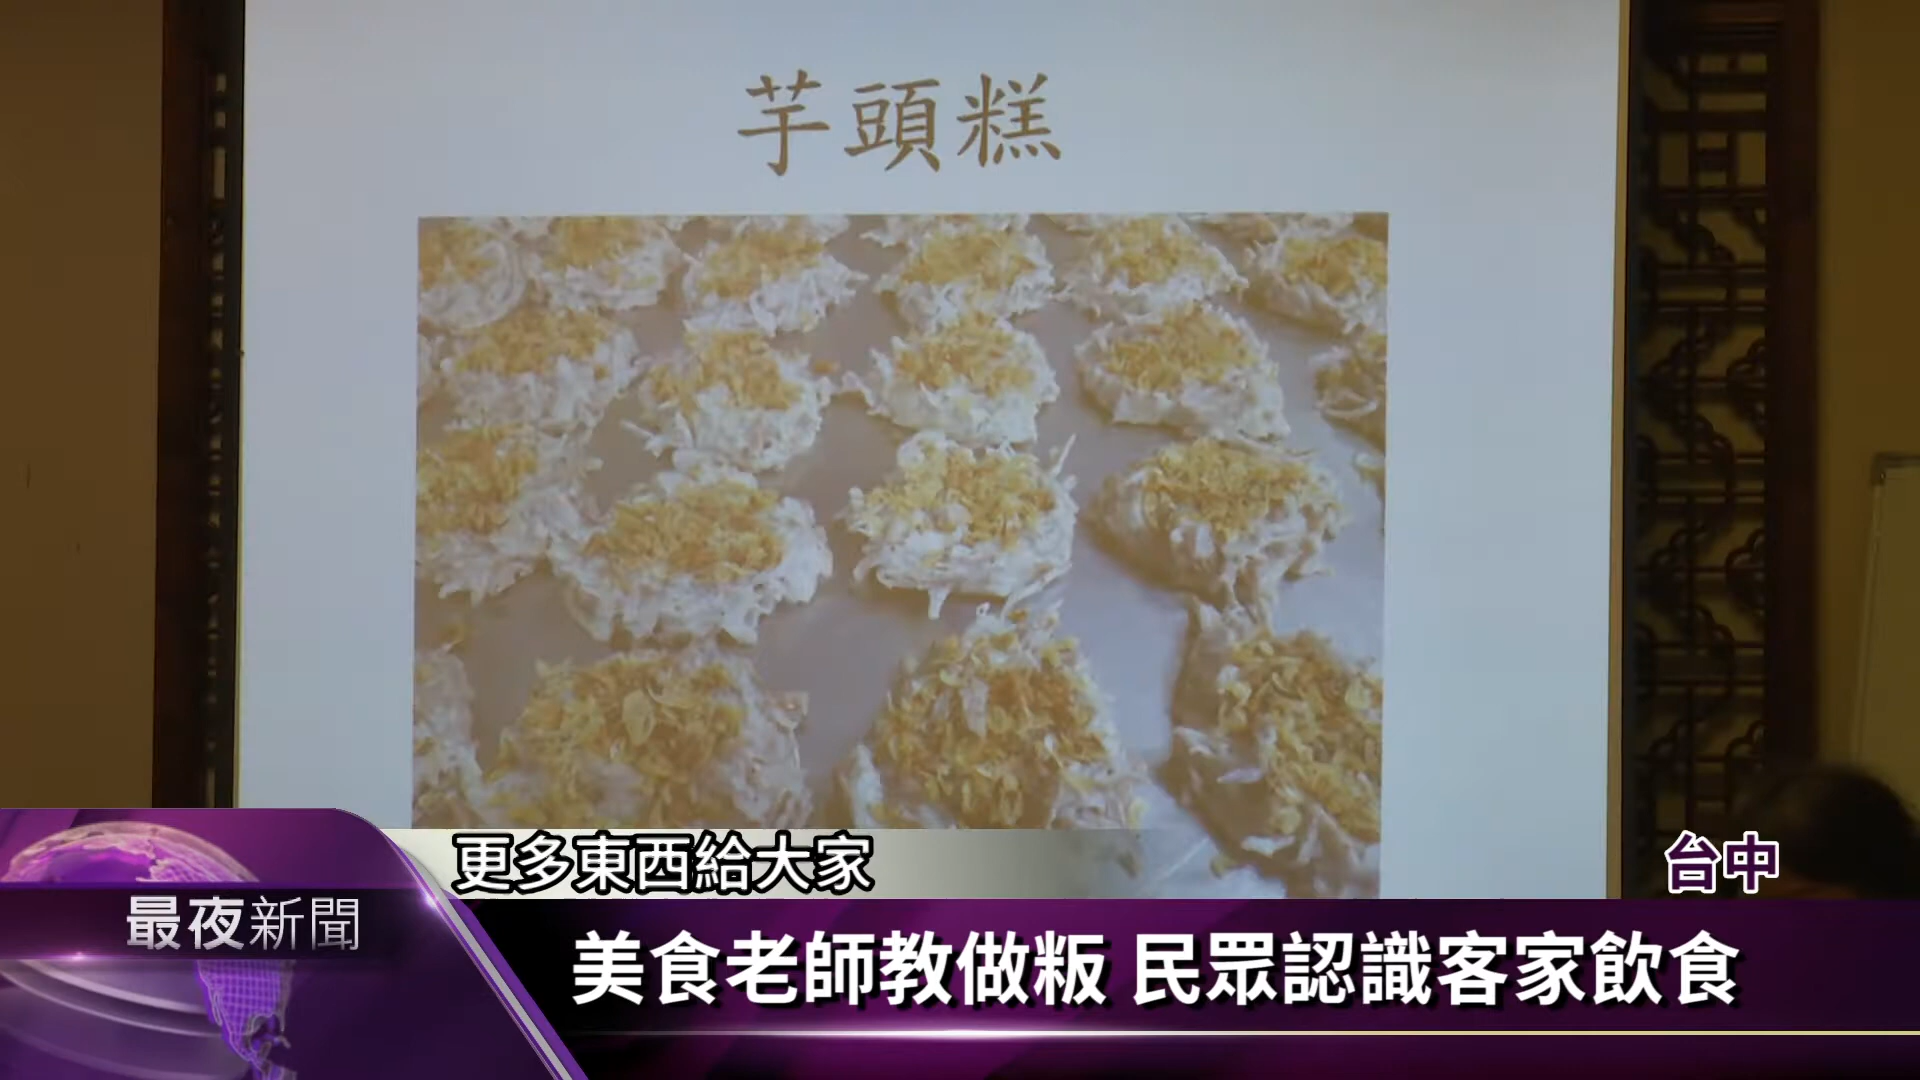 芋頭糕
更多東西給大家
台中
最夜新聞
美食老師教做粄 民眾認識客家飲食